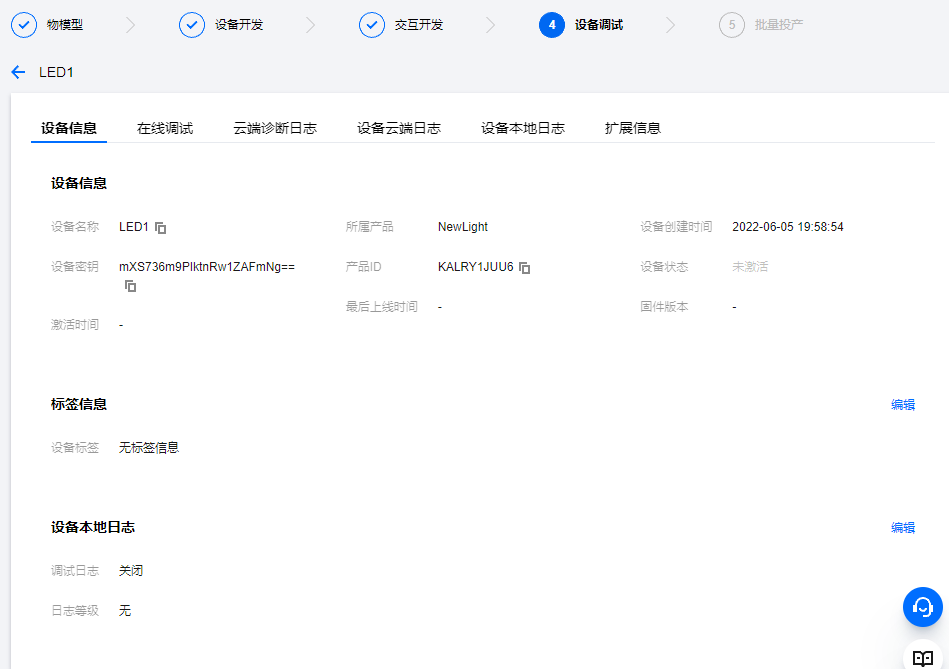 物模型
设备开发
交互开发
4 设备调试
5 批量投产
LED1
设备信息 在线调试 云端诊断日志 设备云端日志 设备本地日志 扩展信息
设备信息
设备名称 LED1 所属产品 NewLight 设备创建时间 2022-06-05 19:58:54
设备密钥 mXS736m9PlktnRw1ZAFmNg== 产品ID KALRY1JUU6 设备状态 未激活
最后上线时间 - 固件版本 -
激活时间 -
标签信息 编辑
设备标签 无标签信息
设备本地日志 编辑
调试日志 关闭
日志等级 无